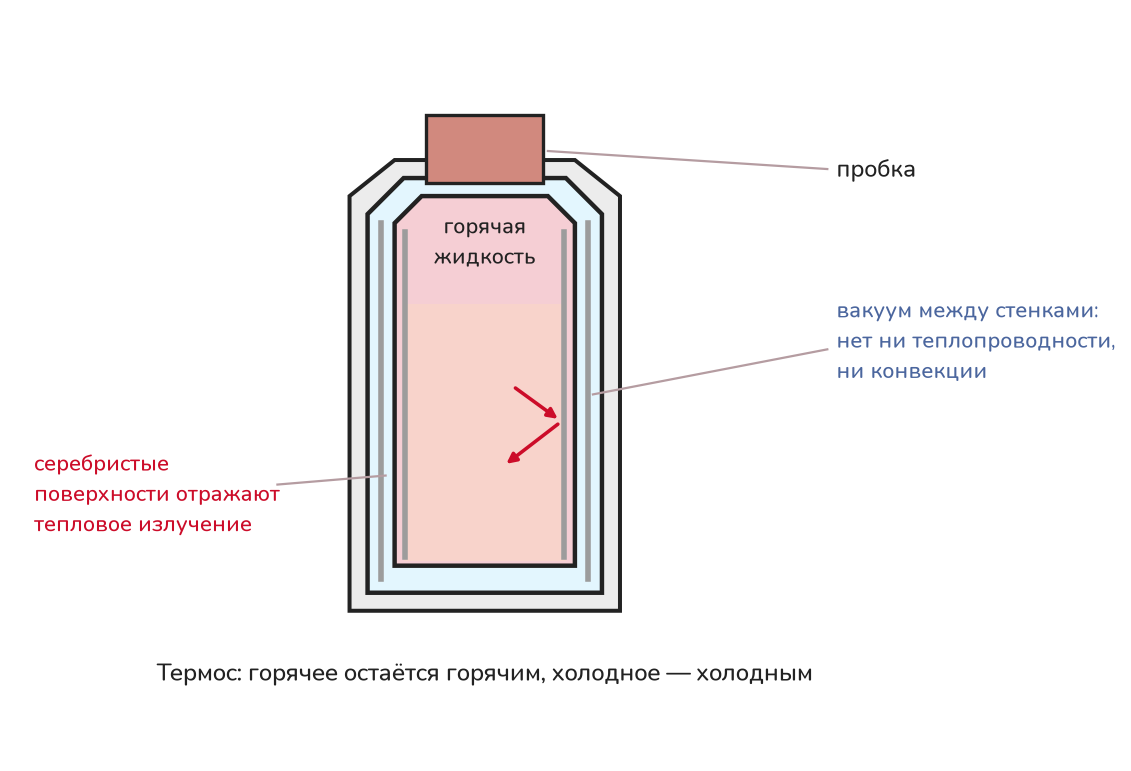 пробка
горячая
жидкость
вакуум между стенками:
нет ни теплопроводности,
ни конвекции
серебристые
поверхности отражают
тепловое излучение
Термос: горячее остаётся горячим, холодное — холодным